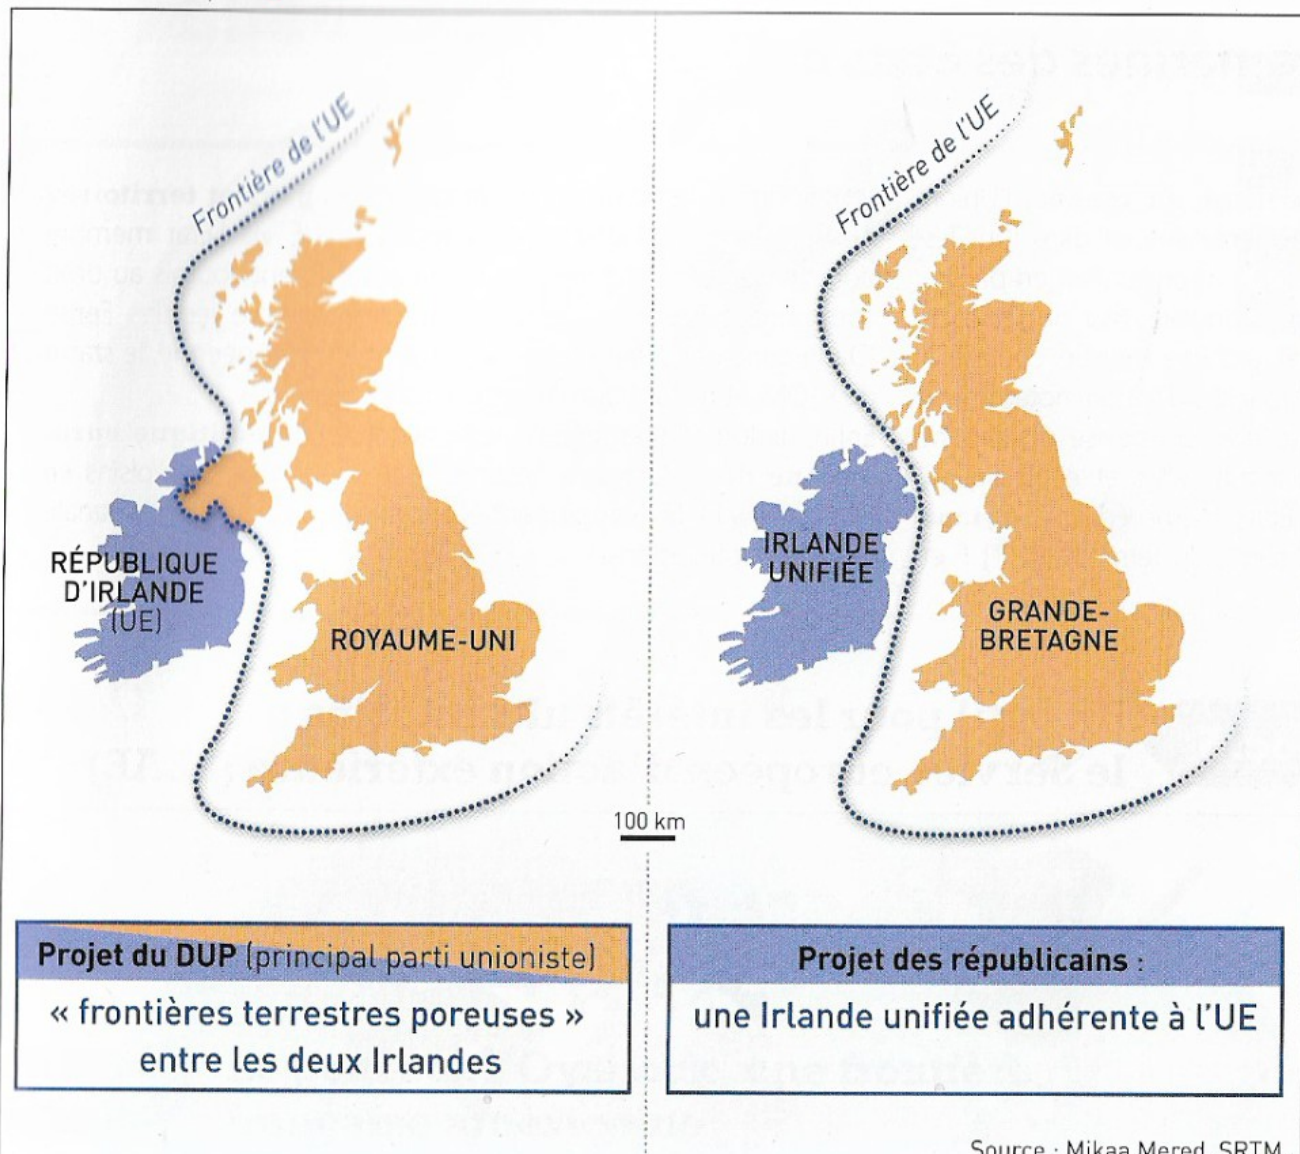 Frontière de l'UE
RÉPUBLIQUE
D'IRLANDE
(UE)
ROYAUME-UNI
Frontière de l'UE
IRLANDE
UNIFIÉE
GRANDE-
BRETAGNE
100 km
Projet du DUP (principal parti unioniste)
« frontières terrestres poreuses »
entre les deux Irlandes
Projet des républicains :
une Irlande unifiée adhérente à l'UE
Source : Mikaa Mered, SRTM